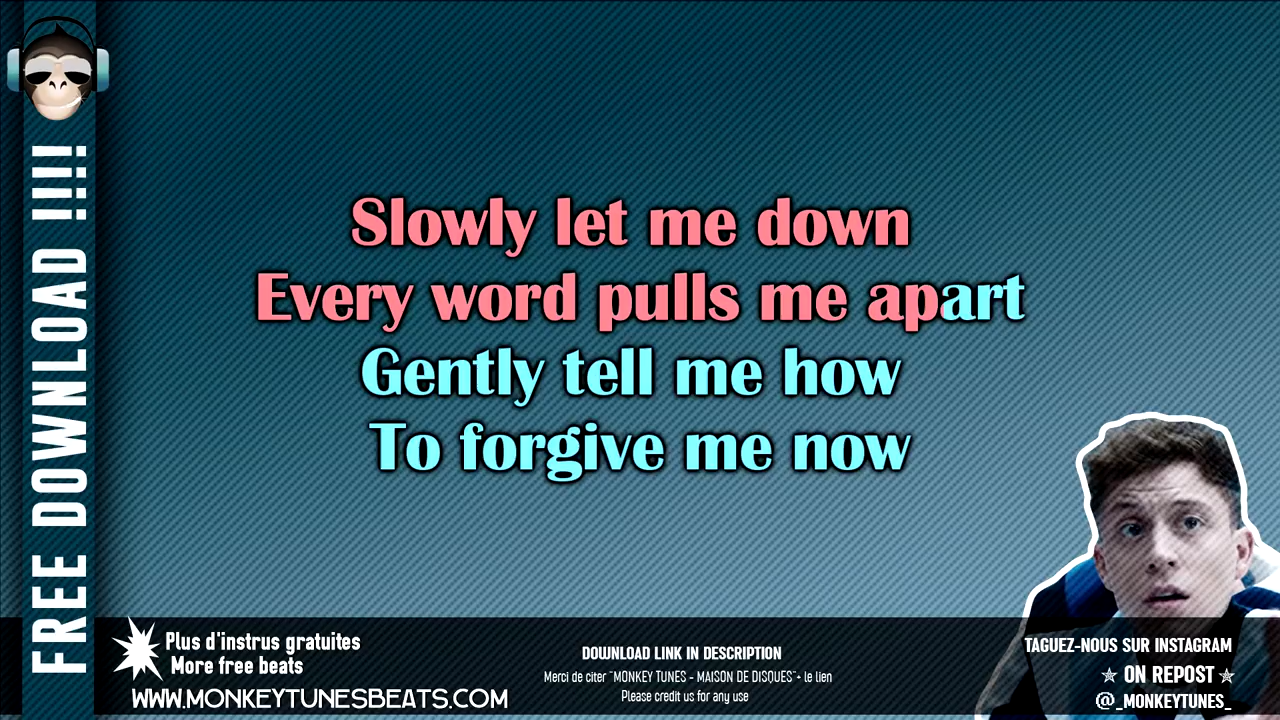 FREE DOWNLOAD !!!!
Slowly let me down
Every word pulls me apart
Gently tell me how
To forgive me now
Plus d'instrus gratuites
More free beats
WWW.MONKEYTUNESBEATS.COM
DOWNLOAD LINK IN DESCRIPTION
Merci de citer "MONKEY TUNES - MAISON DE DISQUES"+ le lien
Please credit us for any use
TAGUEZ-NOUS SUR INSTAGRAM
ON REPOST
@_MONKEYTUNES_